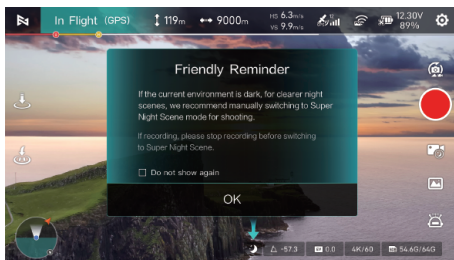 In Flight (GPS) 119m 9000m HS 6.3m/s VS 9.9m/s 12 12.30V 89%
Friendly Reminder
If the current environment is dark, for clearer night
scenes, we recommend manually switching to Super
Night Scene mode for shooting.
If recording, please stop recording before switching
to Super Night Scene.
Do not show again
OK
-57.3 EV 0.0 4K/60 54.6G/64G